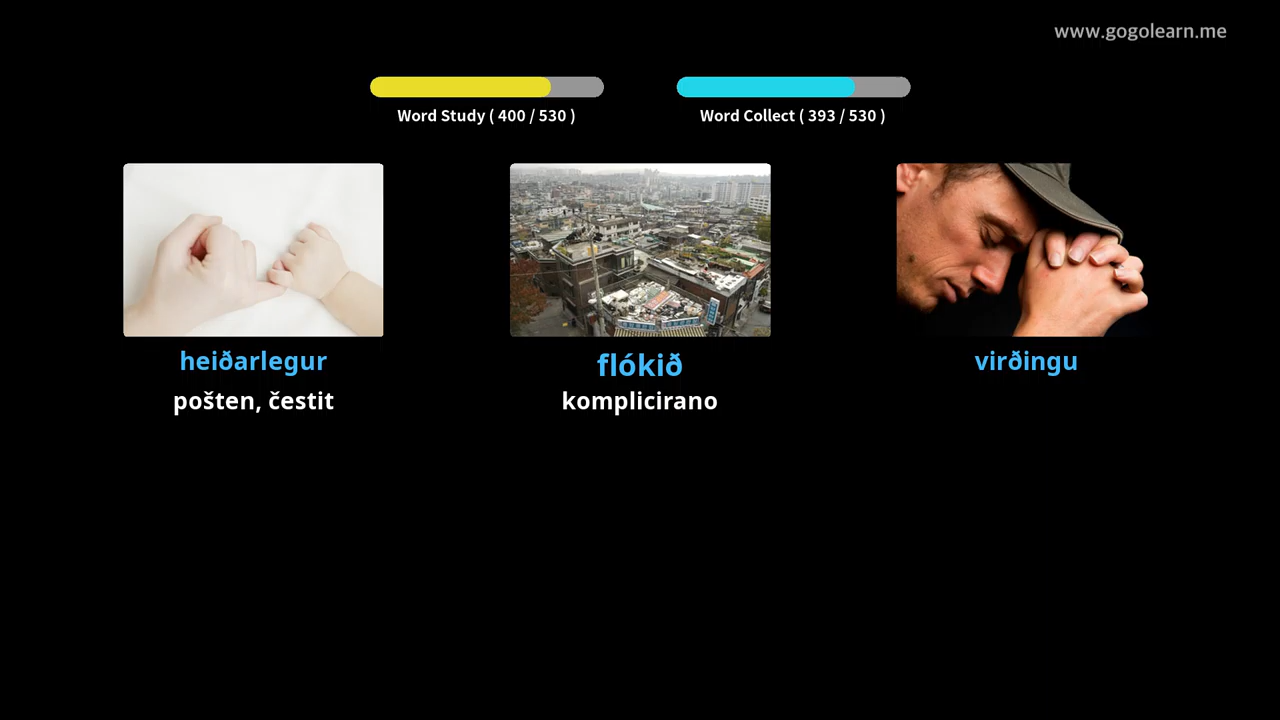 www.gogolearn.me
Word Study ( 400 / 530 )
Word Collect ( 393 / 530 )
heiðarlegur
flókið
virðingu
pošten, čestit
komplicirano